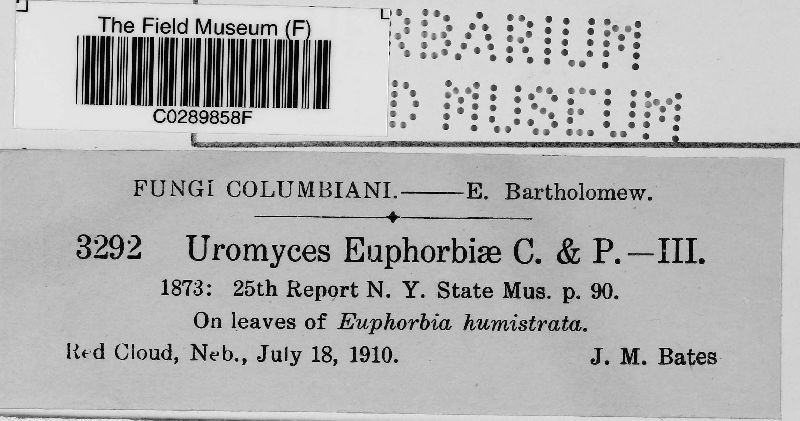 The Field Museum (F)
C0289858F
RBARIUM
D MUSEUM
FUNGI COLUMBIANI.——E. Bartholomew.
3292 Uromyces Euphorbiæ C. & P.—III.
1873: 25th Report N. Y. State Mus. p. 90.
On leaves of Euphorbia humistrata.
Red Cloud, Neb., July 18, 1910. J. M. Bates